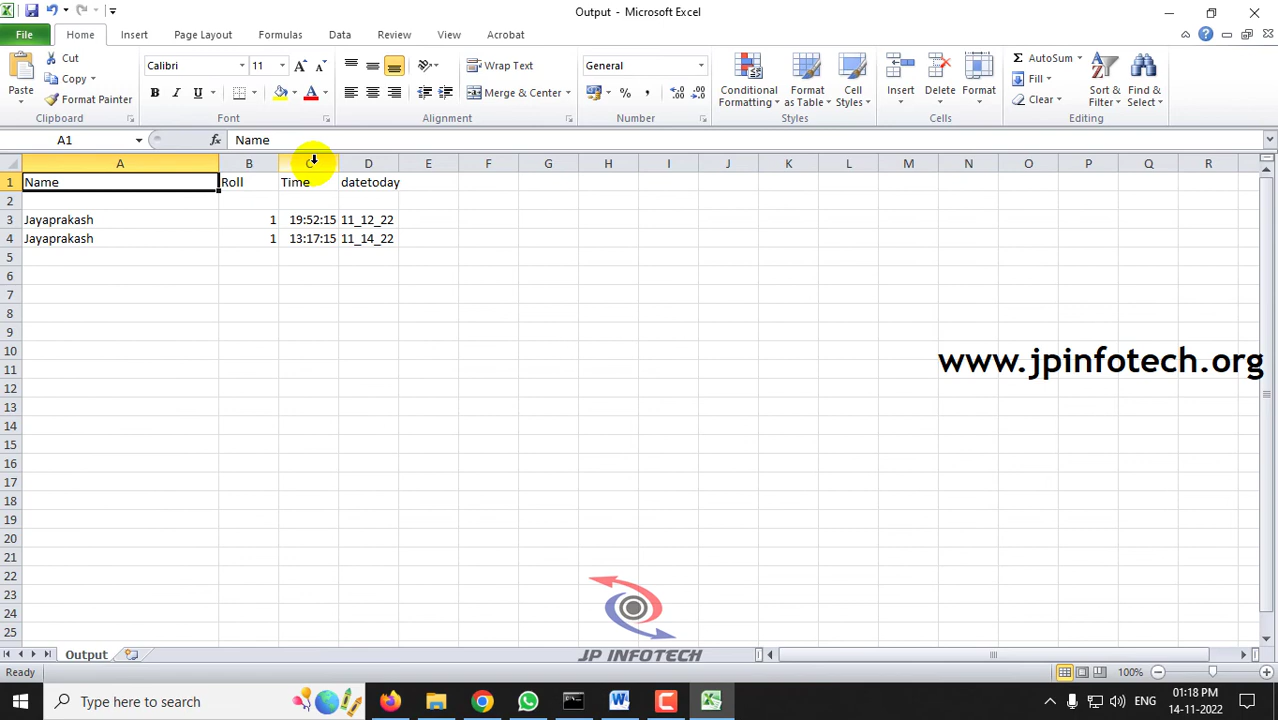 Output - Microsoft Excel
File Home Insert Page Layout Formulas Data Review View Acrobat
Paste
Cut
Copy
Format Painter
Clipboard
Calibri 11
B I U
Font
Wrap Text
Merge & Center
Alignment
General
Number
Conditional Formatting
Format as Table
Cell Styles
Styles
Insert
Delete
Format
Cells
AutoSum
Fill
Clear
Sort & Filter
Find & Select
Editing
A1 fx Name
A B C D E F G H I J K L M N O P Q R
1 Name Roll Time datetoday
2
3 Jayaprakash 1 19:52:15 11_12_22
4 Jayaprakash 1 13:17:15 11_14_22
5
6
7
8
9
10
www.jpinfotech.org
11
12
13
14
15
16
17
18
19
20
21
22
23
24
25
JP INFOTECH
Output
Ready 100%
Type here to search
ENG
01:18 PM
14-11-2022